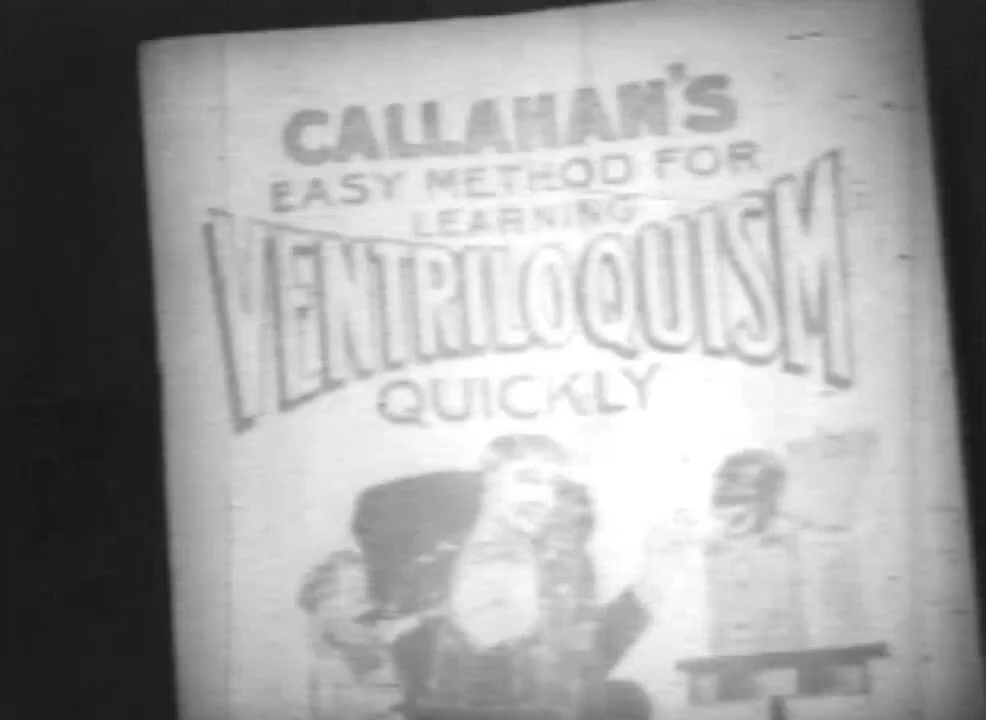 CALLAHAN'S
EASY METHOD FOR
LEARNING
VENTRILOQUISM
QUICKLY